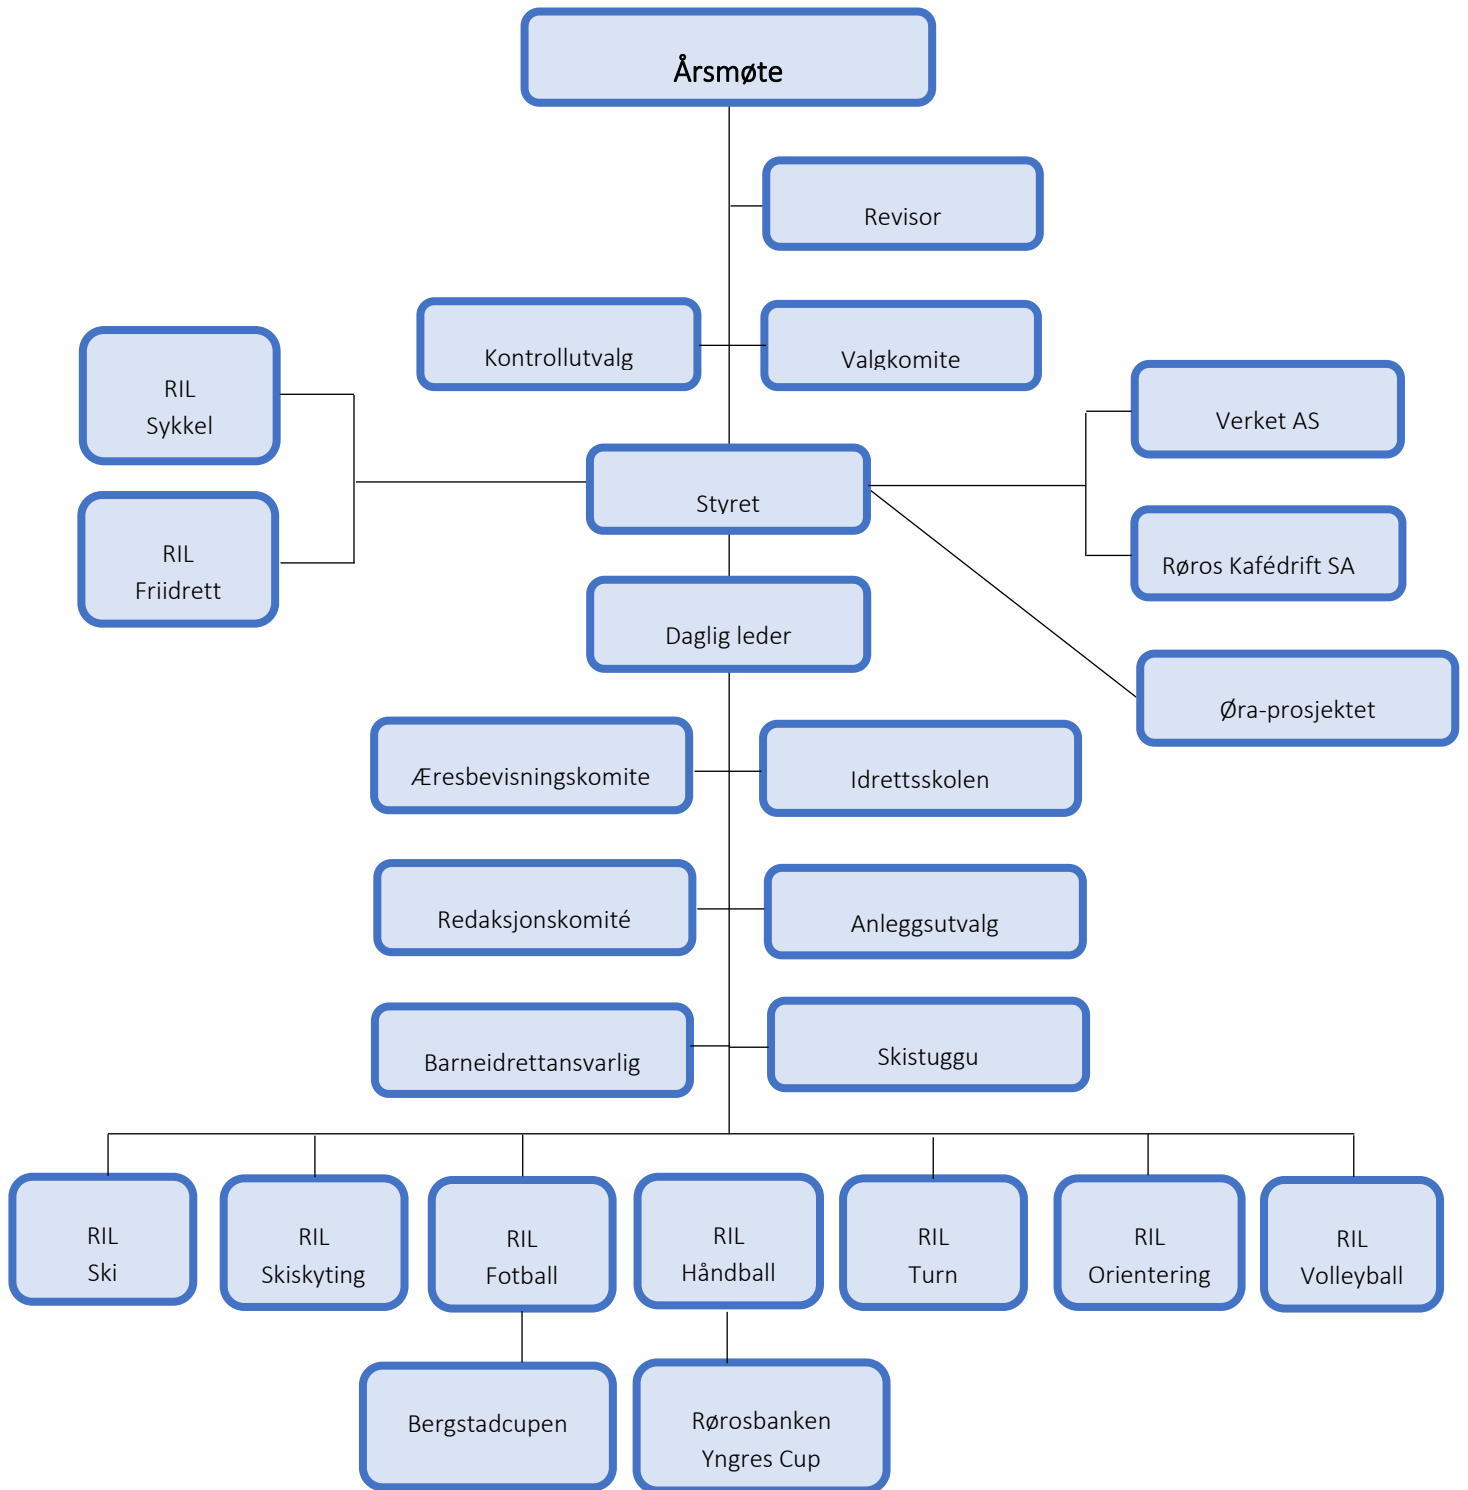 Årsmøte
Revisor
Kontrollutvalg
Valgkomite
RIL
Sykkel
Verket AS
Styret
RIL
Friidrett
Røros Kafédrift SA
Daglig leder
Øra-prosjektet
Æresbevisningskomite
Idrettsskolen
Redaksjonskomité
Anleggsutvalg
Barneidrettansvarlig
Skistuggu
RIL
Ski
RIL
Skiskyting
RIL
Fotball
RIL
Håndball
RIL
Turn
RIL
Orientering
RIL
Volleyball
Bergstadcupen
Rørosbanken
Yngres Cup